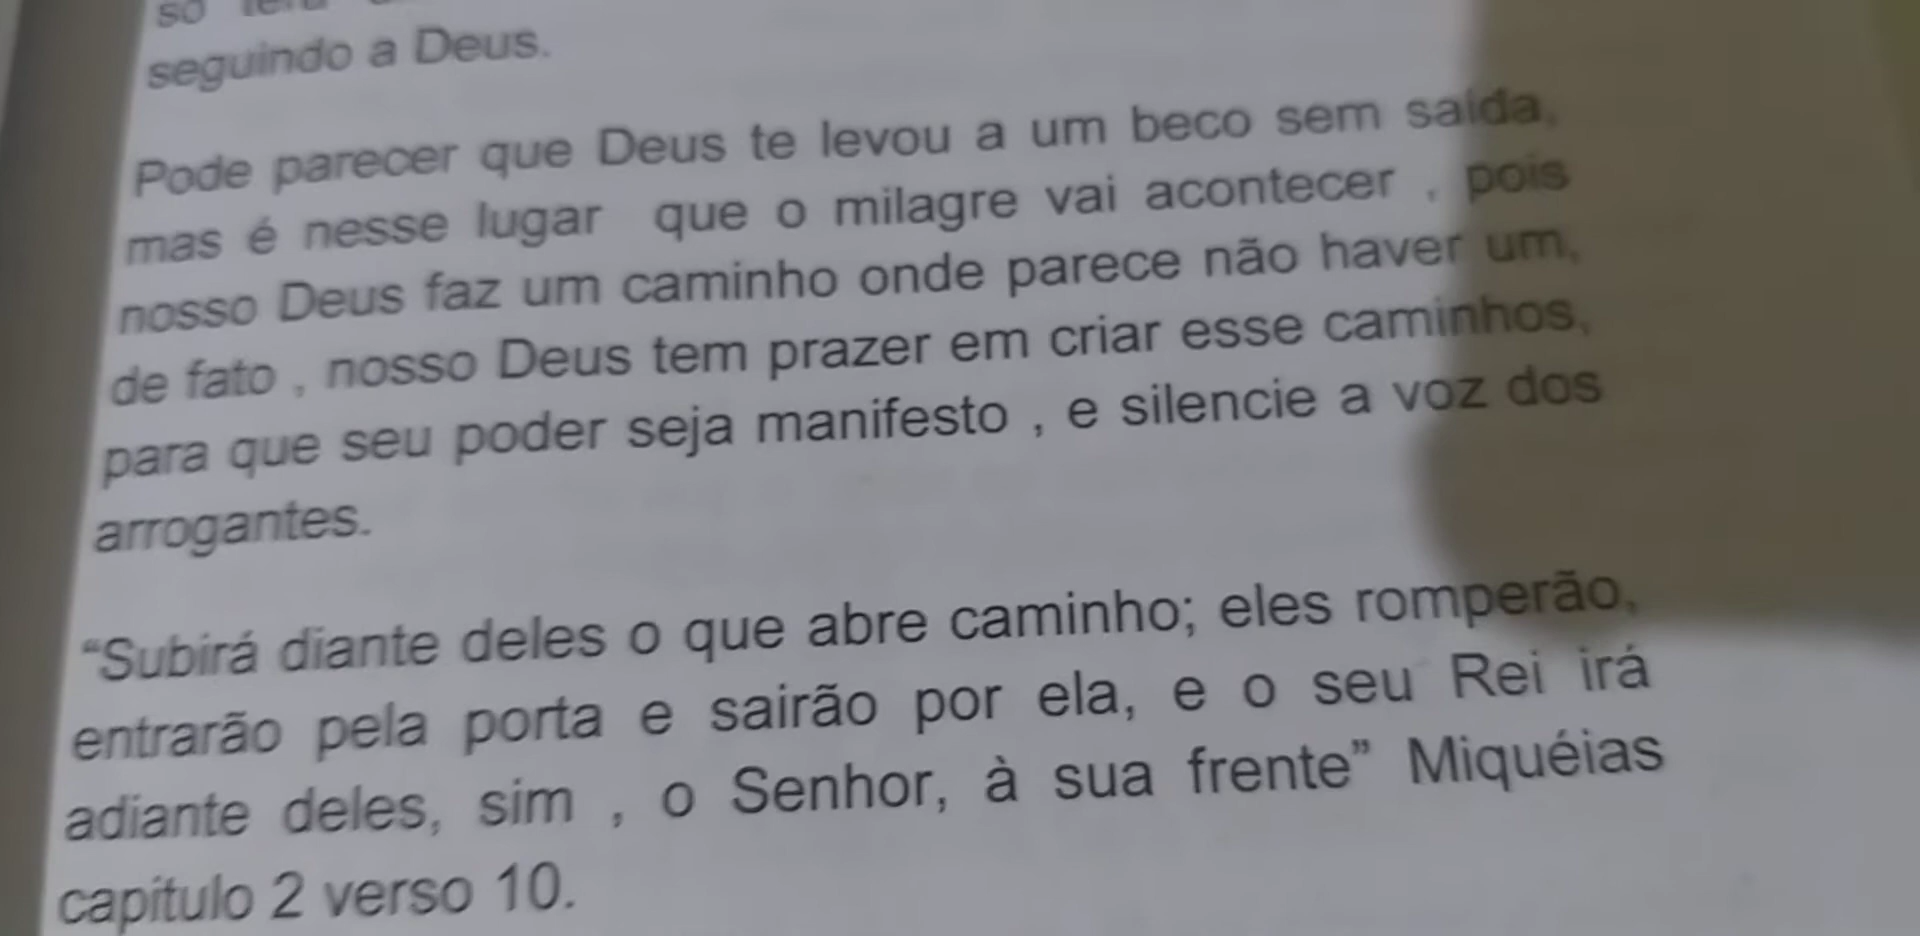 seguindo a Deus.
Pode parecer que Deus te levou a um beco sem saida,
mas é nesse lugar que o milagre vai acontecer , pois
nosso Deus faz um caminho onde parece não haver um,
de fato , nosso Deus tem prazer em criar esse caminhos,
para que seu poder seja manifesto , e silencie a voz dos
arrogantes.
“Subirá diante deles o que abre caminho; eles romperão,
entrarão pela porta e sairão por ela, e o seu Rei irá
adiante deles, sim , o Senhor, à sua frente” Miquéias
capitulo 2 verso 10.